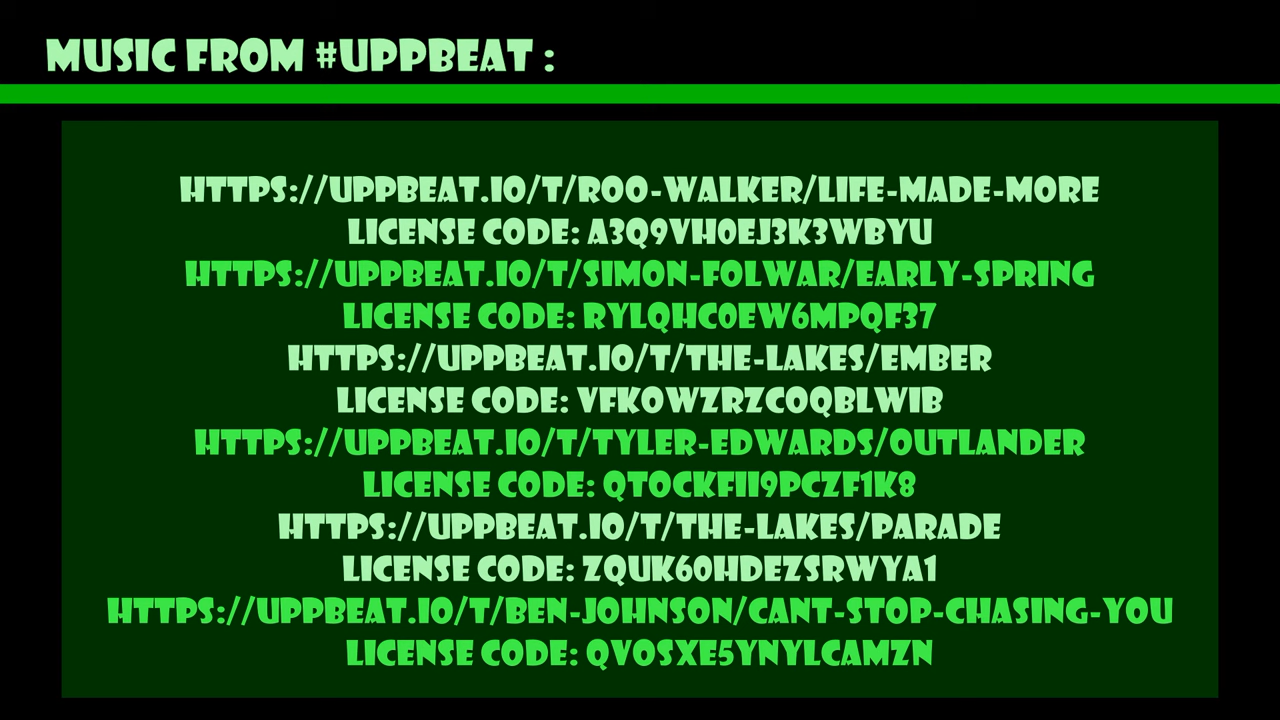 MUSIC FROM #UPPBEAT :
HTTPS://UPPBEAT.IO/T/ROO-WALKER/LIFE-MADE-MORE
LICENSE CODE: A3Q9VH0EJ3K3WBYU
HTTPS://UPPBEAT.IO/T/SIMON-FOLWAR/EARLY-SPRING
LICENSE CODE: RYLQHC0EW6MPQF37
HTTPS://UPPBEAT.IO/T/THE-LAKES/EMBER
LICENSE CODE: VFKOWZRZCOQBLWIB
HTTPS://UPPBEAT.IO/T/TYLER-EDWARDS/OUTLANDER
LICENSE CODE: QTOCKFII9PCZF1K8
HTTPS://UPPBEAT.IO/T/THE-LAKES/PARADE
LICENSE CODE: ZQUK60HDEZSRWYA1
HTTPS://UPPBEAT.IO/T/BEN-JOHNSON/CANT-STOP-CHASING-YOU
LICENSE CODE: QVOSXE5YNYLCAMZN